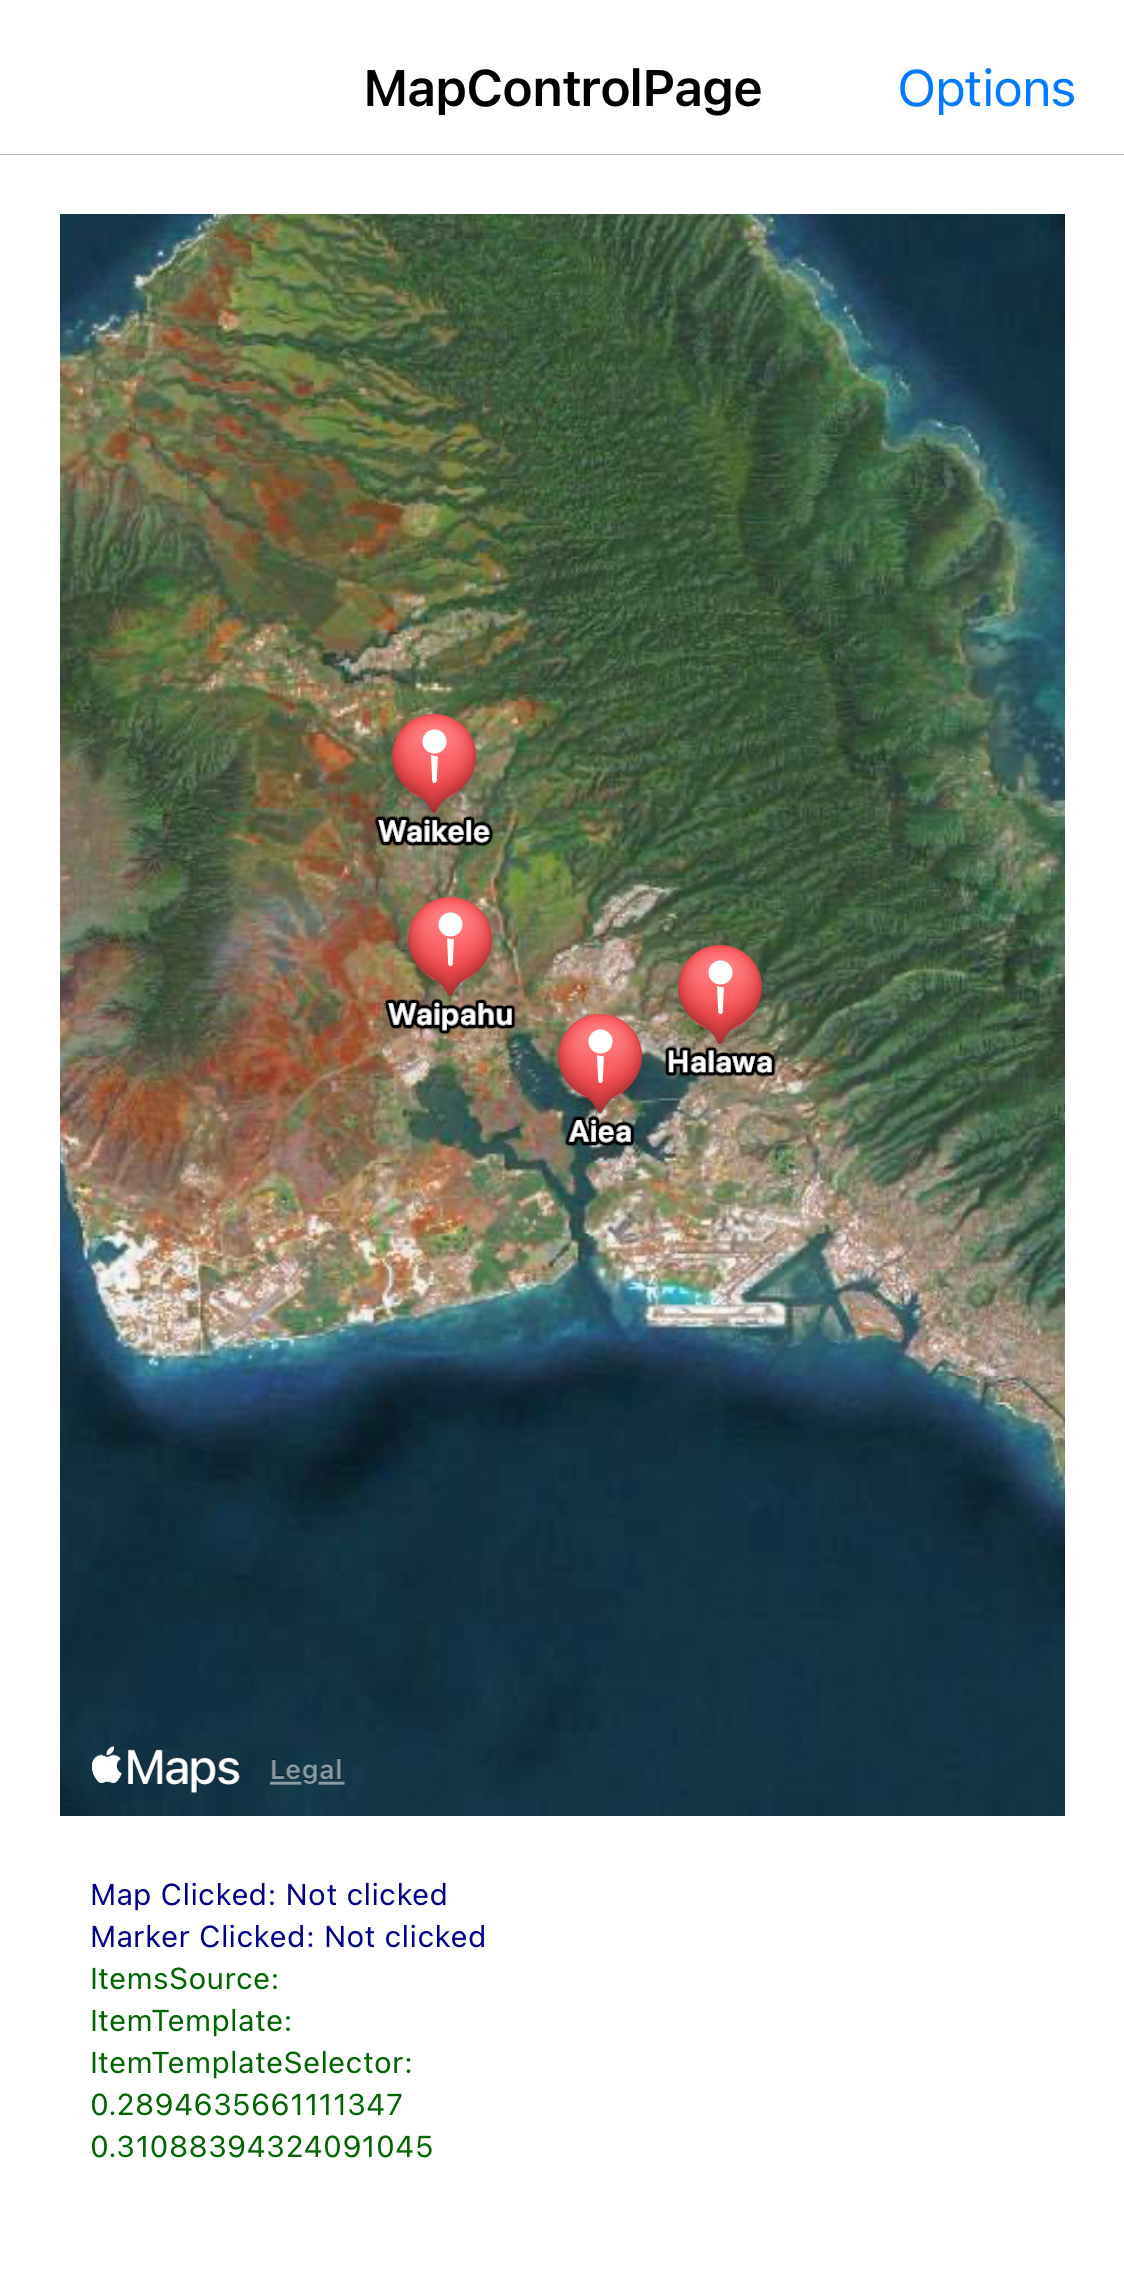 MapControlPage
Options
Waikele
Waipahu
Halawa
Aiea
Maps Legal
Map Clicked: Not clicked
Marker Clicked: Not clicked
ItemsSource:
ItemTemplate:
ItemTemplateSelector:
0.2894635661111347
0.31088394324091045